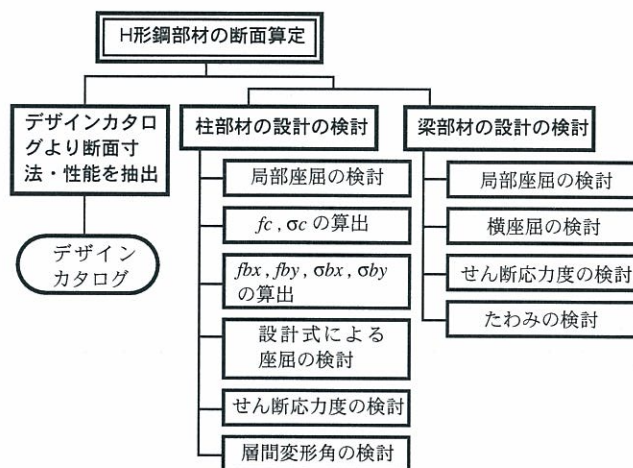 H形鋼部材の断面算定
デザインカタロ
グより断面寸
法・性能を抽出
デザイン
カタログ
柱部材の設計の検討
局部座屈の検討
fc , σc の算出
fbx , fby , σbx , σby
の算出
設計式による
座屈の検討
せん断応力度の検討
層間変形角の検討
梁部材の設計の検討
局部座屈の検討
横座屈の検討
せん断応力度の検討
たわみの検討